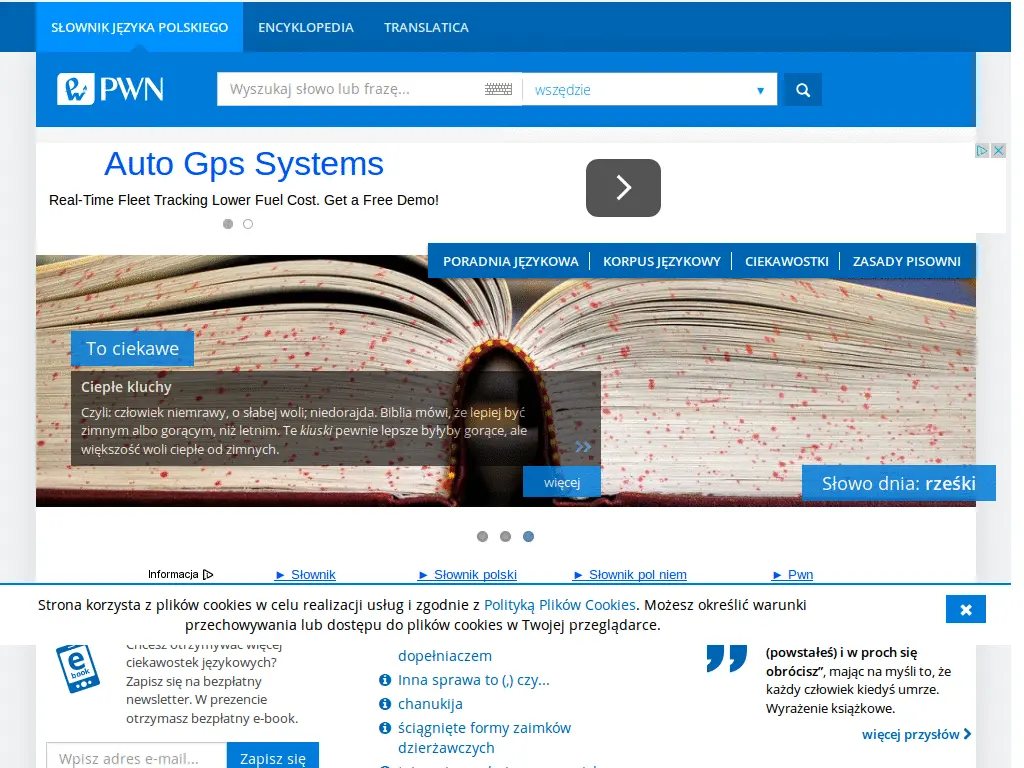 SŁOWNIK JĘZYKA POLSKIEGO ENCYKLOPEDIA TRANSLATICA
PWN Wyszukaj słowo lub frazę... wszędzie
Auto Gps Systems
Real-Time Fleet Tracking Lower Fuel Cost. Get a Free Demo!
PORADNIA JĘZYKOWA KORPUS JĘZYKOWY CIEKAWOSTKI ZASADY PISOWNI
To ciekawe
Ciepłe kluchy
Czyli: człowiek niemrawy, o słabej woli; niedorajda. Biblia mówi, że lepiej być
zimnym albo gorącym, niż letnim. Te kluski pewnie lepsze byłyby gorące, ale
większość woli ciepłe od zimnych.
więcej
Słowo dnia: rześki
Informacja ► Słownik ► Słownik polski ► Słownik pol niem ► Pwn
Strona korzysta z plików cookies w celu realizacji usług i zgodnie z Polityką Plików Cookies. Możesz określić warunki
przechowywania lub dostępu do plików cookies w Twojej przeglądarce.
e
book
Chcesz otrzymywać więcej
ciekawostek językowych?
Zapisz się na bezpłatny
newsletter. W prezencie
otrzymasz bezpłatny e-book.
Wpisz adres e-mail... Zapisz się
dopełniaczem
Inna sprawa to (,) czy...
chanukija
ściągnięte formy zaimków
dzierżawczych
(powstałeś) i w proch się
obrócisz”, mając na myśli to, że
każdy człowiek kiedyś umrze.
Wyrażenie książkowe.
więcej przysłów